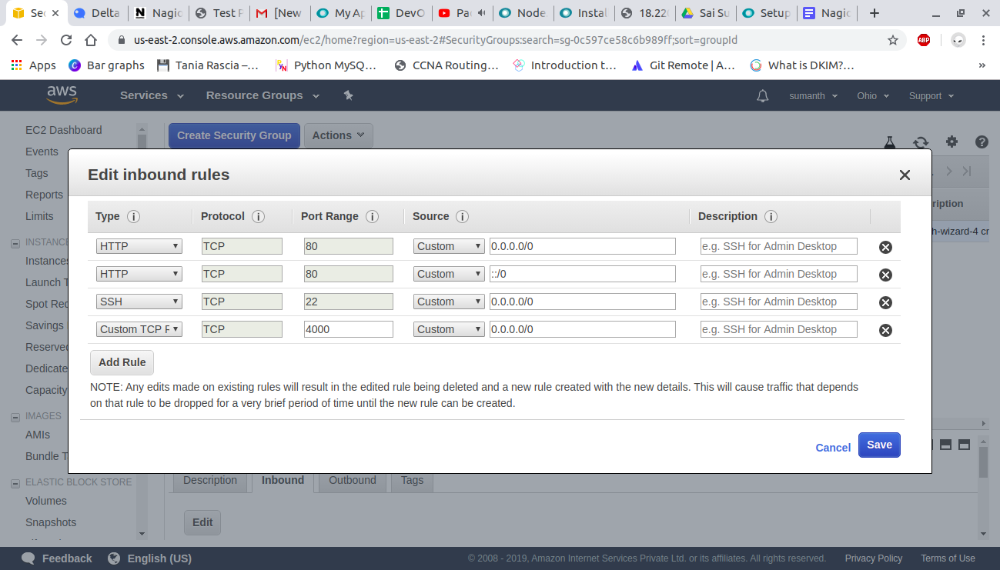 Sec
Delta
Nagio
Test P
[New
My Ap
DevO
Pac
Node.
Instal
18.220
Sai Su
Setup
Nagio
us-east-2.console.aws.amazon.com/ec2/home?region=us-east-2#SecurityGroups:search=sg-0c597ce58c6b989ff;sort=groupId
ABP
Apps
Bar graphs
Tania Rascia –...
Python MySQ...
CCNA Routing...
Introduction t...
Git Remote | A...
What is DKIM?...
»
aws
Services
Resource Groups
sumanth
Ohio
Support
EC2 Dashboard
Events
Tags
Reports
Limits
INSTANCE
Instances
Launch T
Spot Req
Savings
Reserved
Dedicate
Capacity
IMAGES
AMIs
Bundle T
ELASTIC BLOCK STORE
Volumes
Snapshots
Create Security Group
Actions
ription
h-wizard-4 cr
Edit inbound rules
Type Protocol Port Range Source Description
HTTP TCP 80 Custom 0.0.0.0/0 e.g. SSH for Admin Desktop
HTTP TCP 80 Custom ::/0 e.g. SSH for Admin Desktop
SSH TCP 22 Custom 0.0.0.0/0 e.g. SSH for Admin Desktop
Custom TCP F TCP 4000 Custom 0.0.0.0/0 e.g. SSH for Admin Desktop
Add Rule
NOTE: Any edits made on existing rules will result in the edited rule being deleted and a new rule created with the new details. This will cause traffic that depends
on that rule to be dropped for a very brief period of time until the new rule can be created.
Cancel
Save
Description
Inbound
Outbound
Tags
Edit
Feedback
English (US)
© 2008 - 2019, Amazon Internet Services Private Ltd. or its affiliates. All rights reserved.
Privacy Policy
Terms of Use